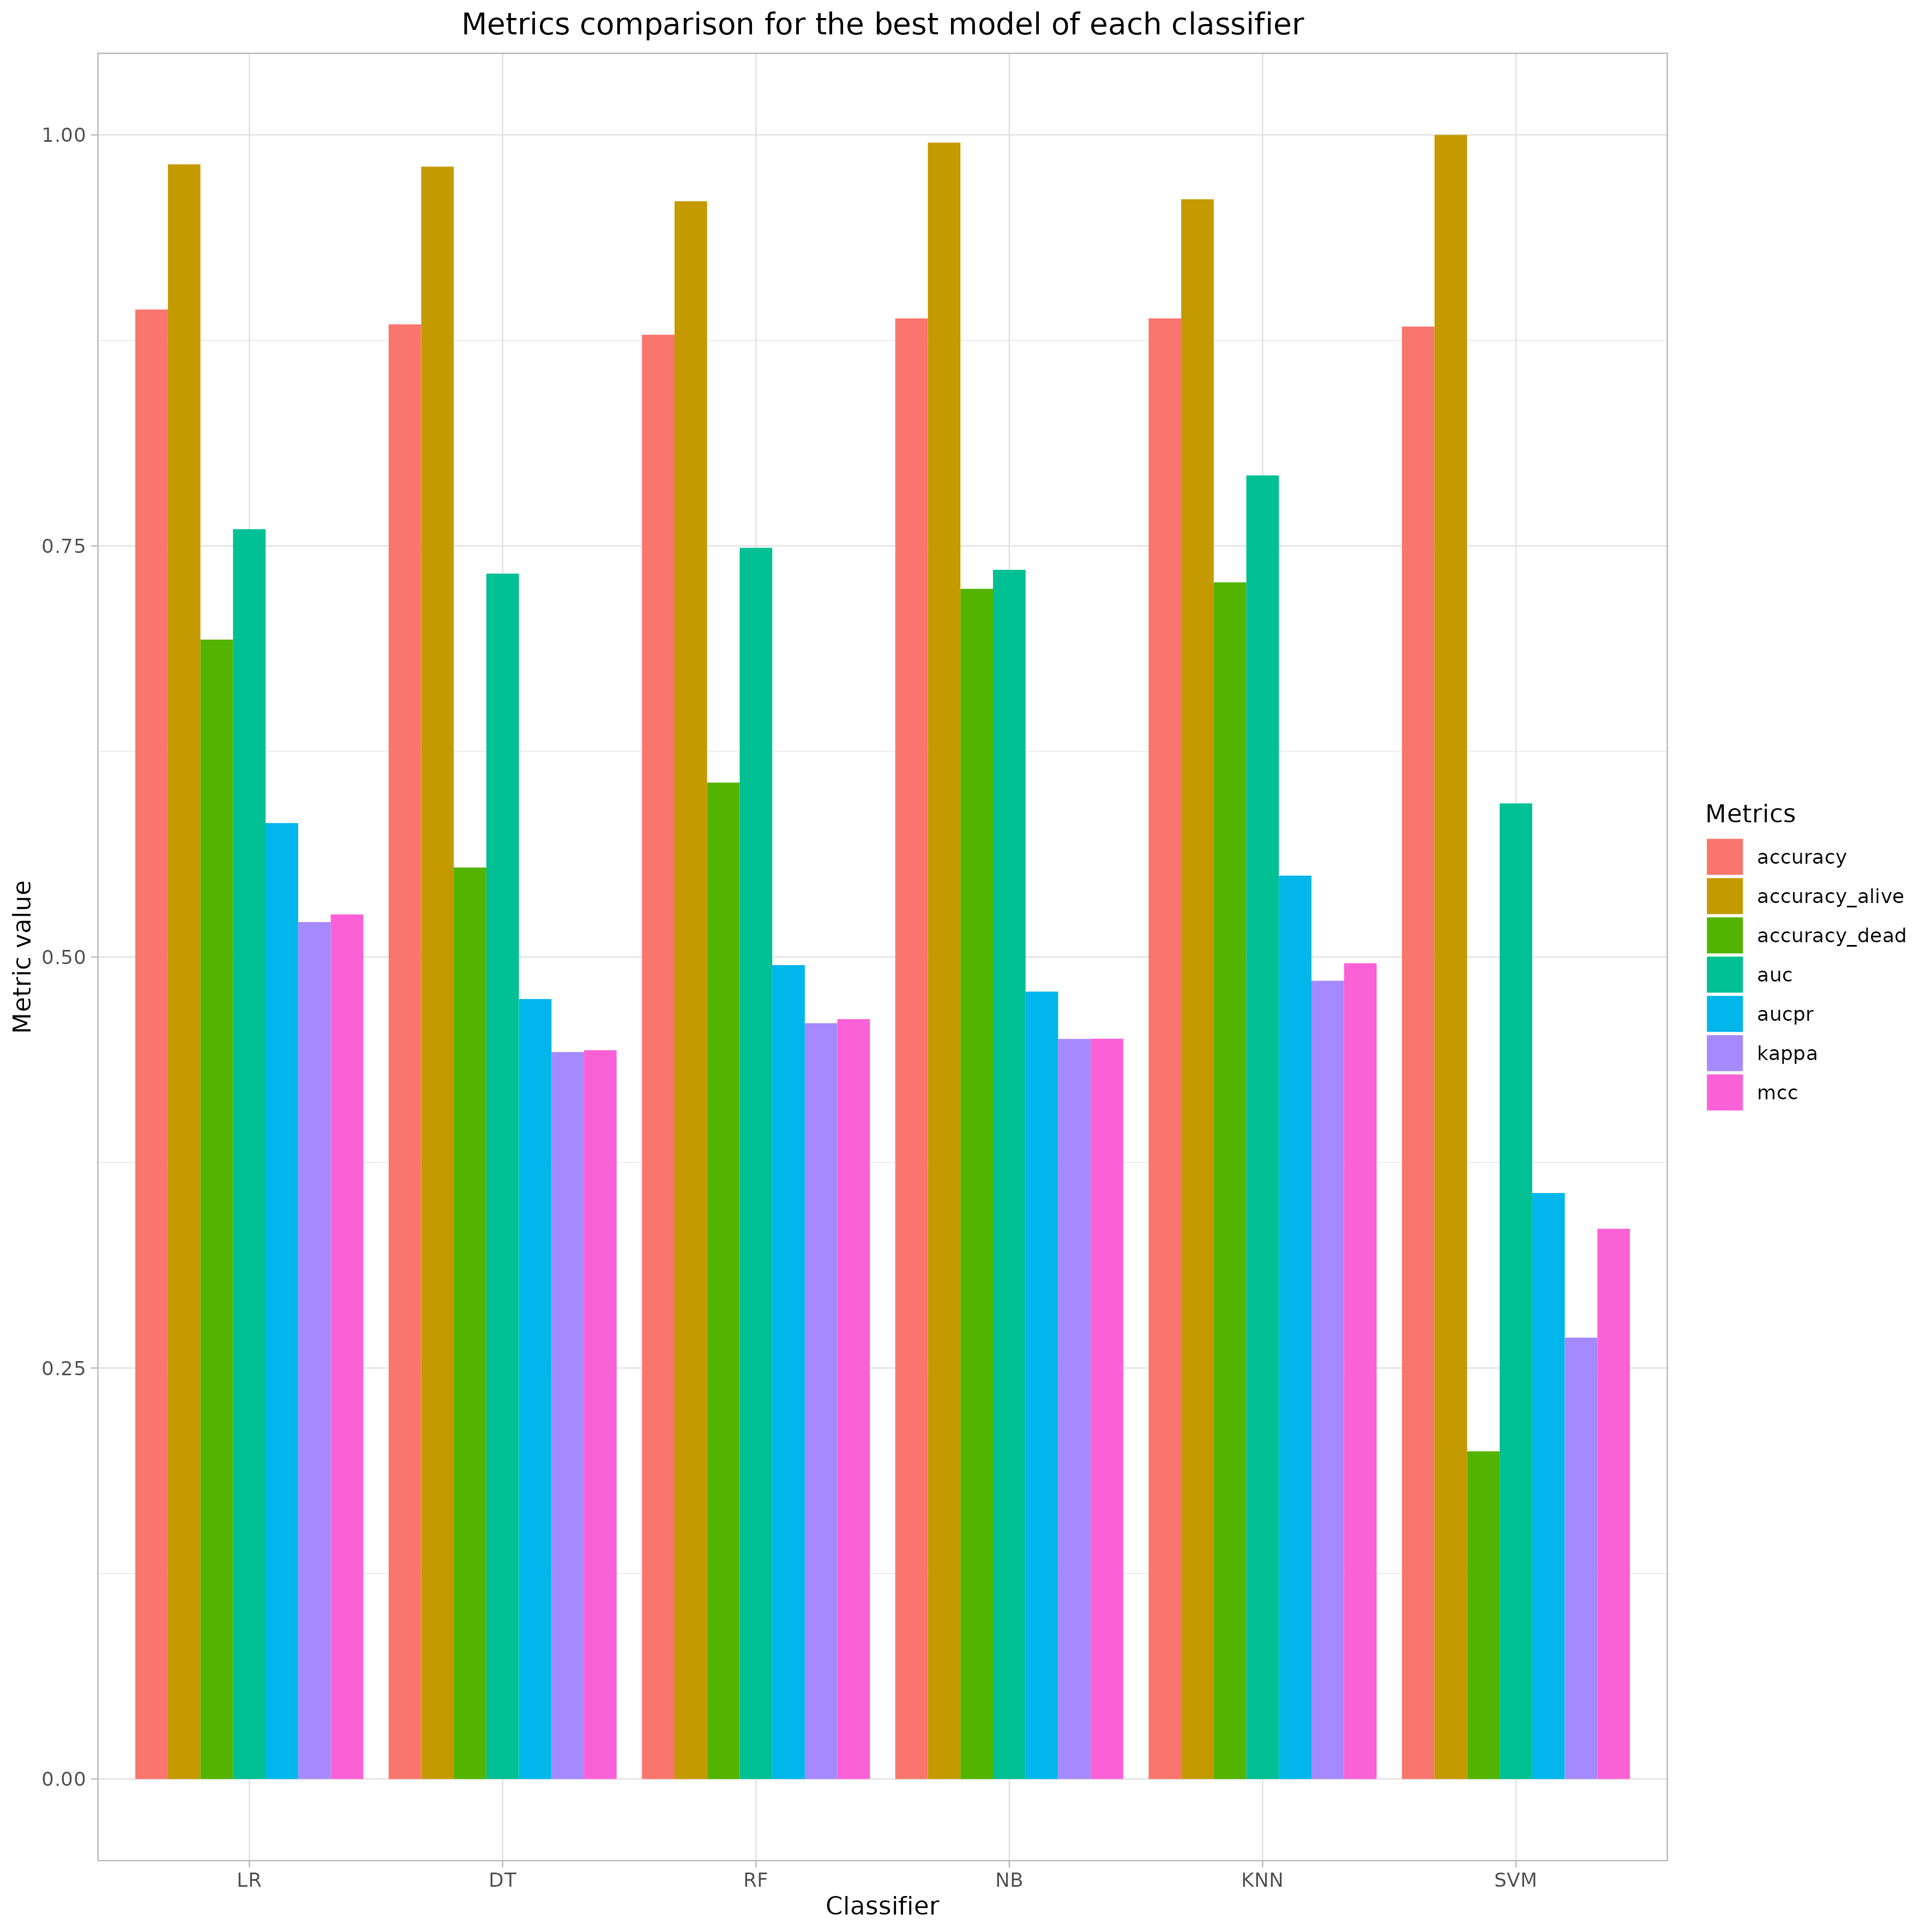 Metrics comparison for the best model of each classifier
Metric value
1.00
0.75
0.50
0.25
0.00
LR DT RF NB KNN SVM
Classifier
Metrics
accuracy
accuracy_alive
accuracy_dead
auc
aucpr
kappa
mcc